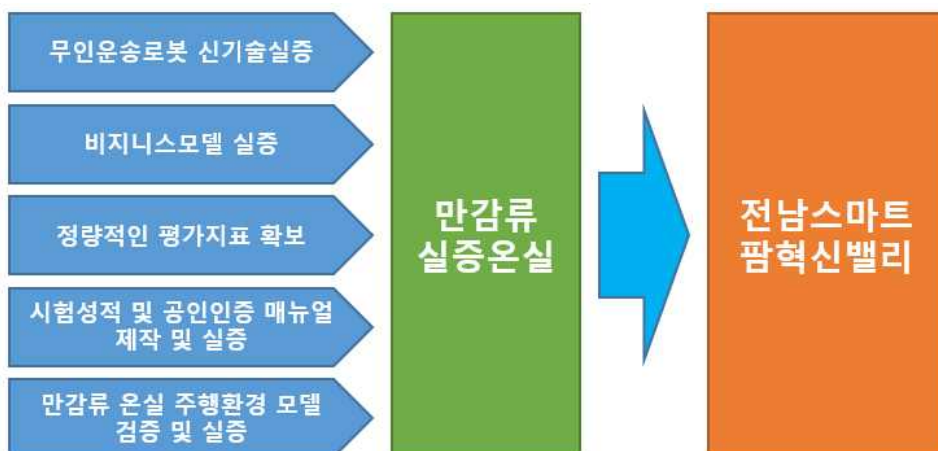 무인운송로봇 신기술실증
비지니스모델 실증
정량적인 평가지표 확보
시험성적 및 공인인증 매뉴얼
제작 및 실증
만감류 온실 주행환경 모델
검증 및 실증
만감류
실증온실
전남스마트
팜혁신밸리